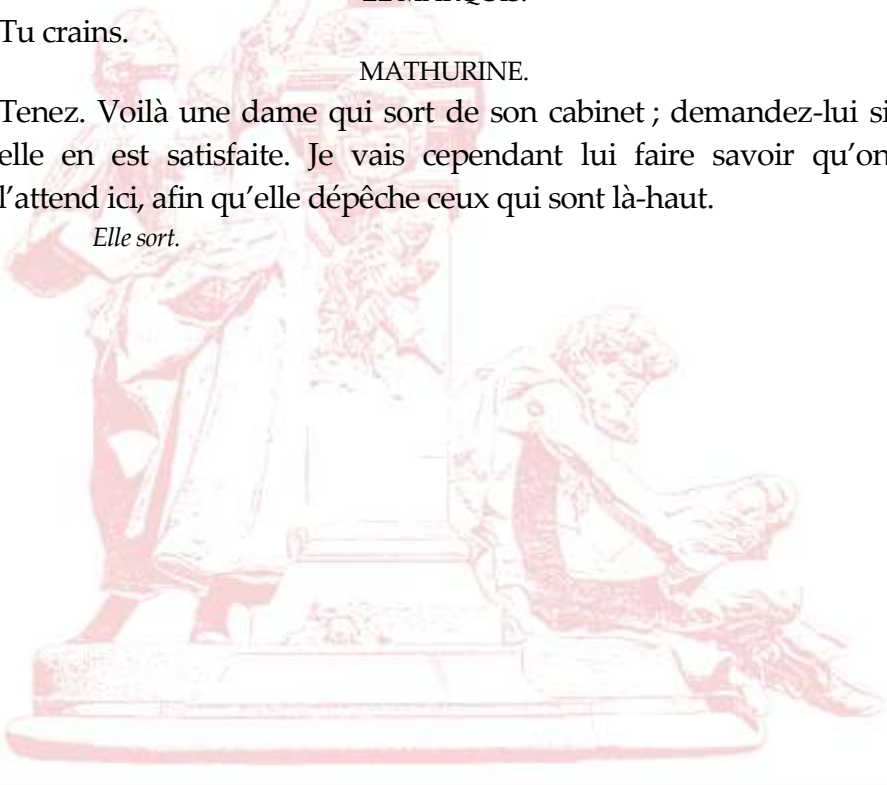 LE MARQUIS.
Tu crains.
MATHURINE.
Tenez. Voilà une dame qui sort de son cabinet ; demandez-lui si
elle en est satisfaite. Je vais cependant lui faire savoir qu’on
l’attend ici, afin qu’elle dépêche ceux qui sont là-haut.
Elle sort.